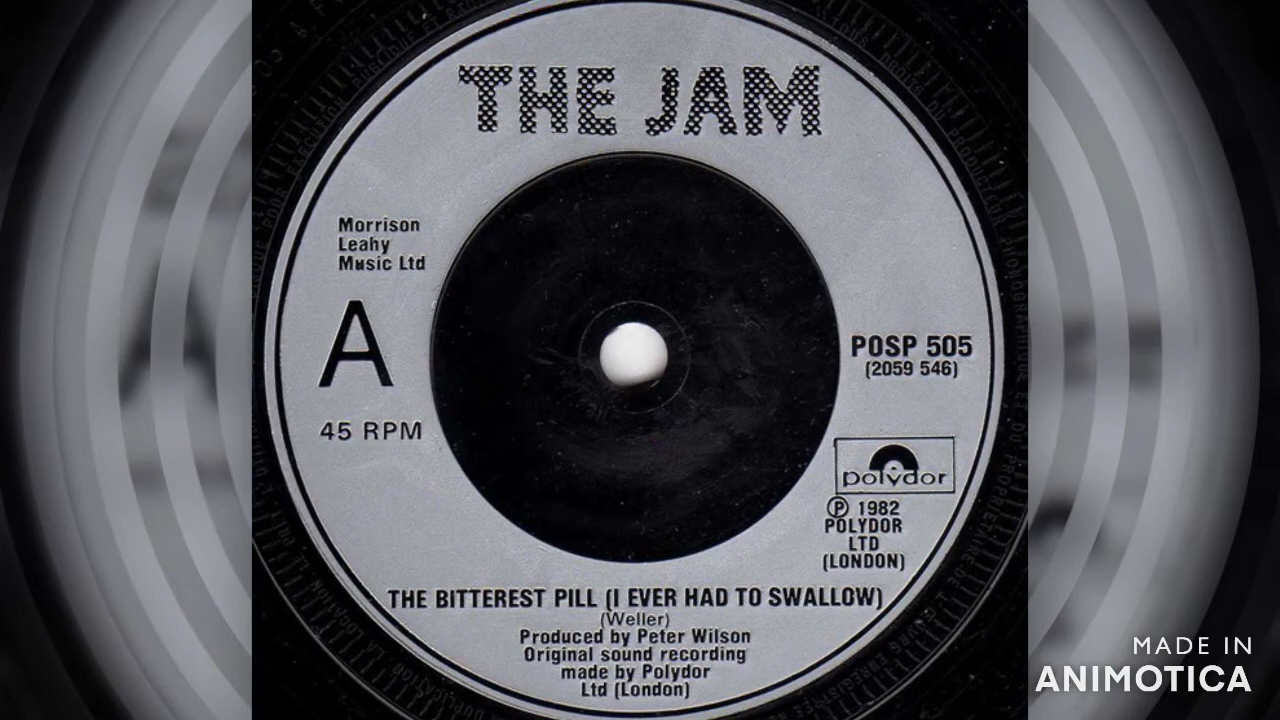 THE JAM
Morrison
Leahy
Music Ltd
A
45 RPM
POSP 505
(2059 546)
polydor
Ⓟ 1982
POLYDOR
LTD
(LONDON)
THE BITTEREST PILL (I EVER HAD TO SWALLOW)
(Weller)
Produced by Peter Wilson
Original sound recording
made by Polydor
Ltd (London)
MADE IN
ANIMOTICA